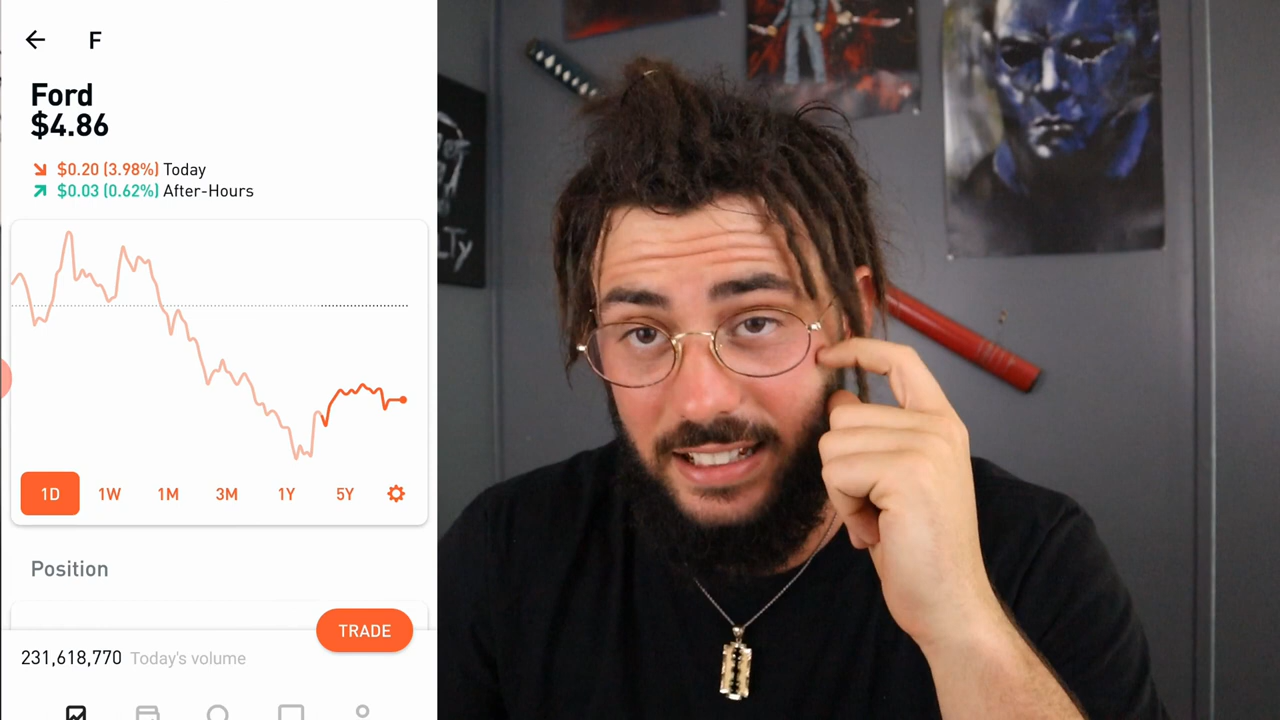 F
Ford
$4.86
$0.20 (3.98%) Today
$0.03 (0.62%) After-Hours
1D 1W 1M 3M 1Y 5Y
Position
TRADE
231,618,770 Today's volume